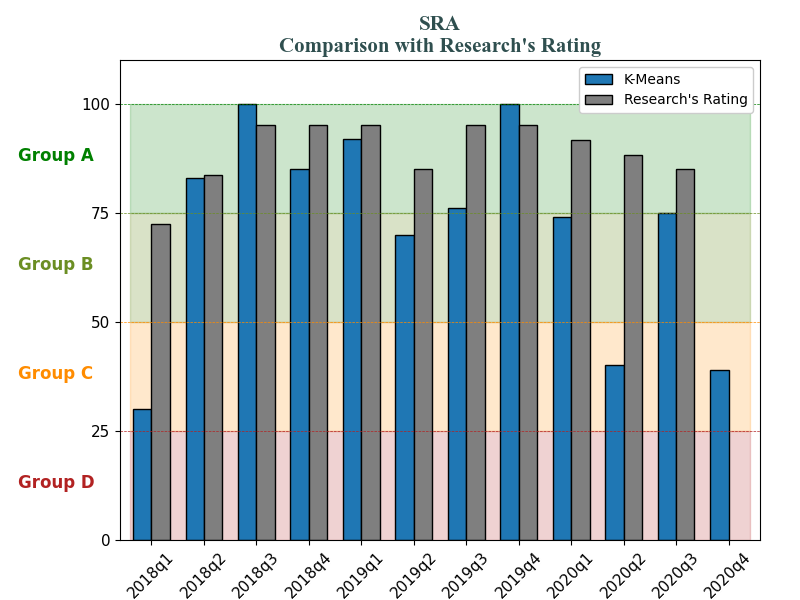 SRA
Comparison with Research's Rating
K-Means
Research's Rating
100
Group A
75
Group B
50
Group C
25
Group D
0
2018q1
2018q2
2018q3
2018q4
2019q1
2019q2
2019q3
2019q4
2020q1
2020q2
2020q3
2020q4